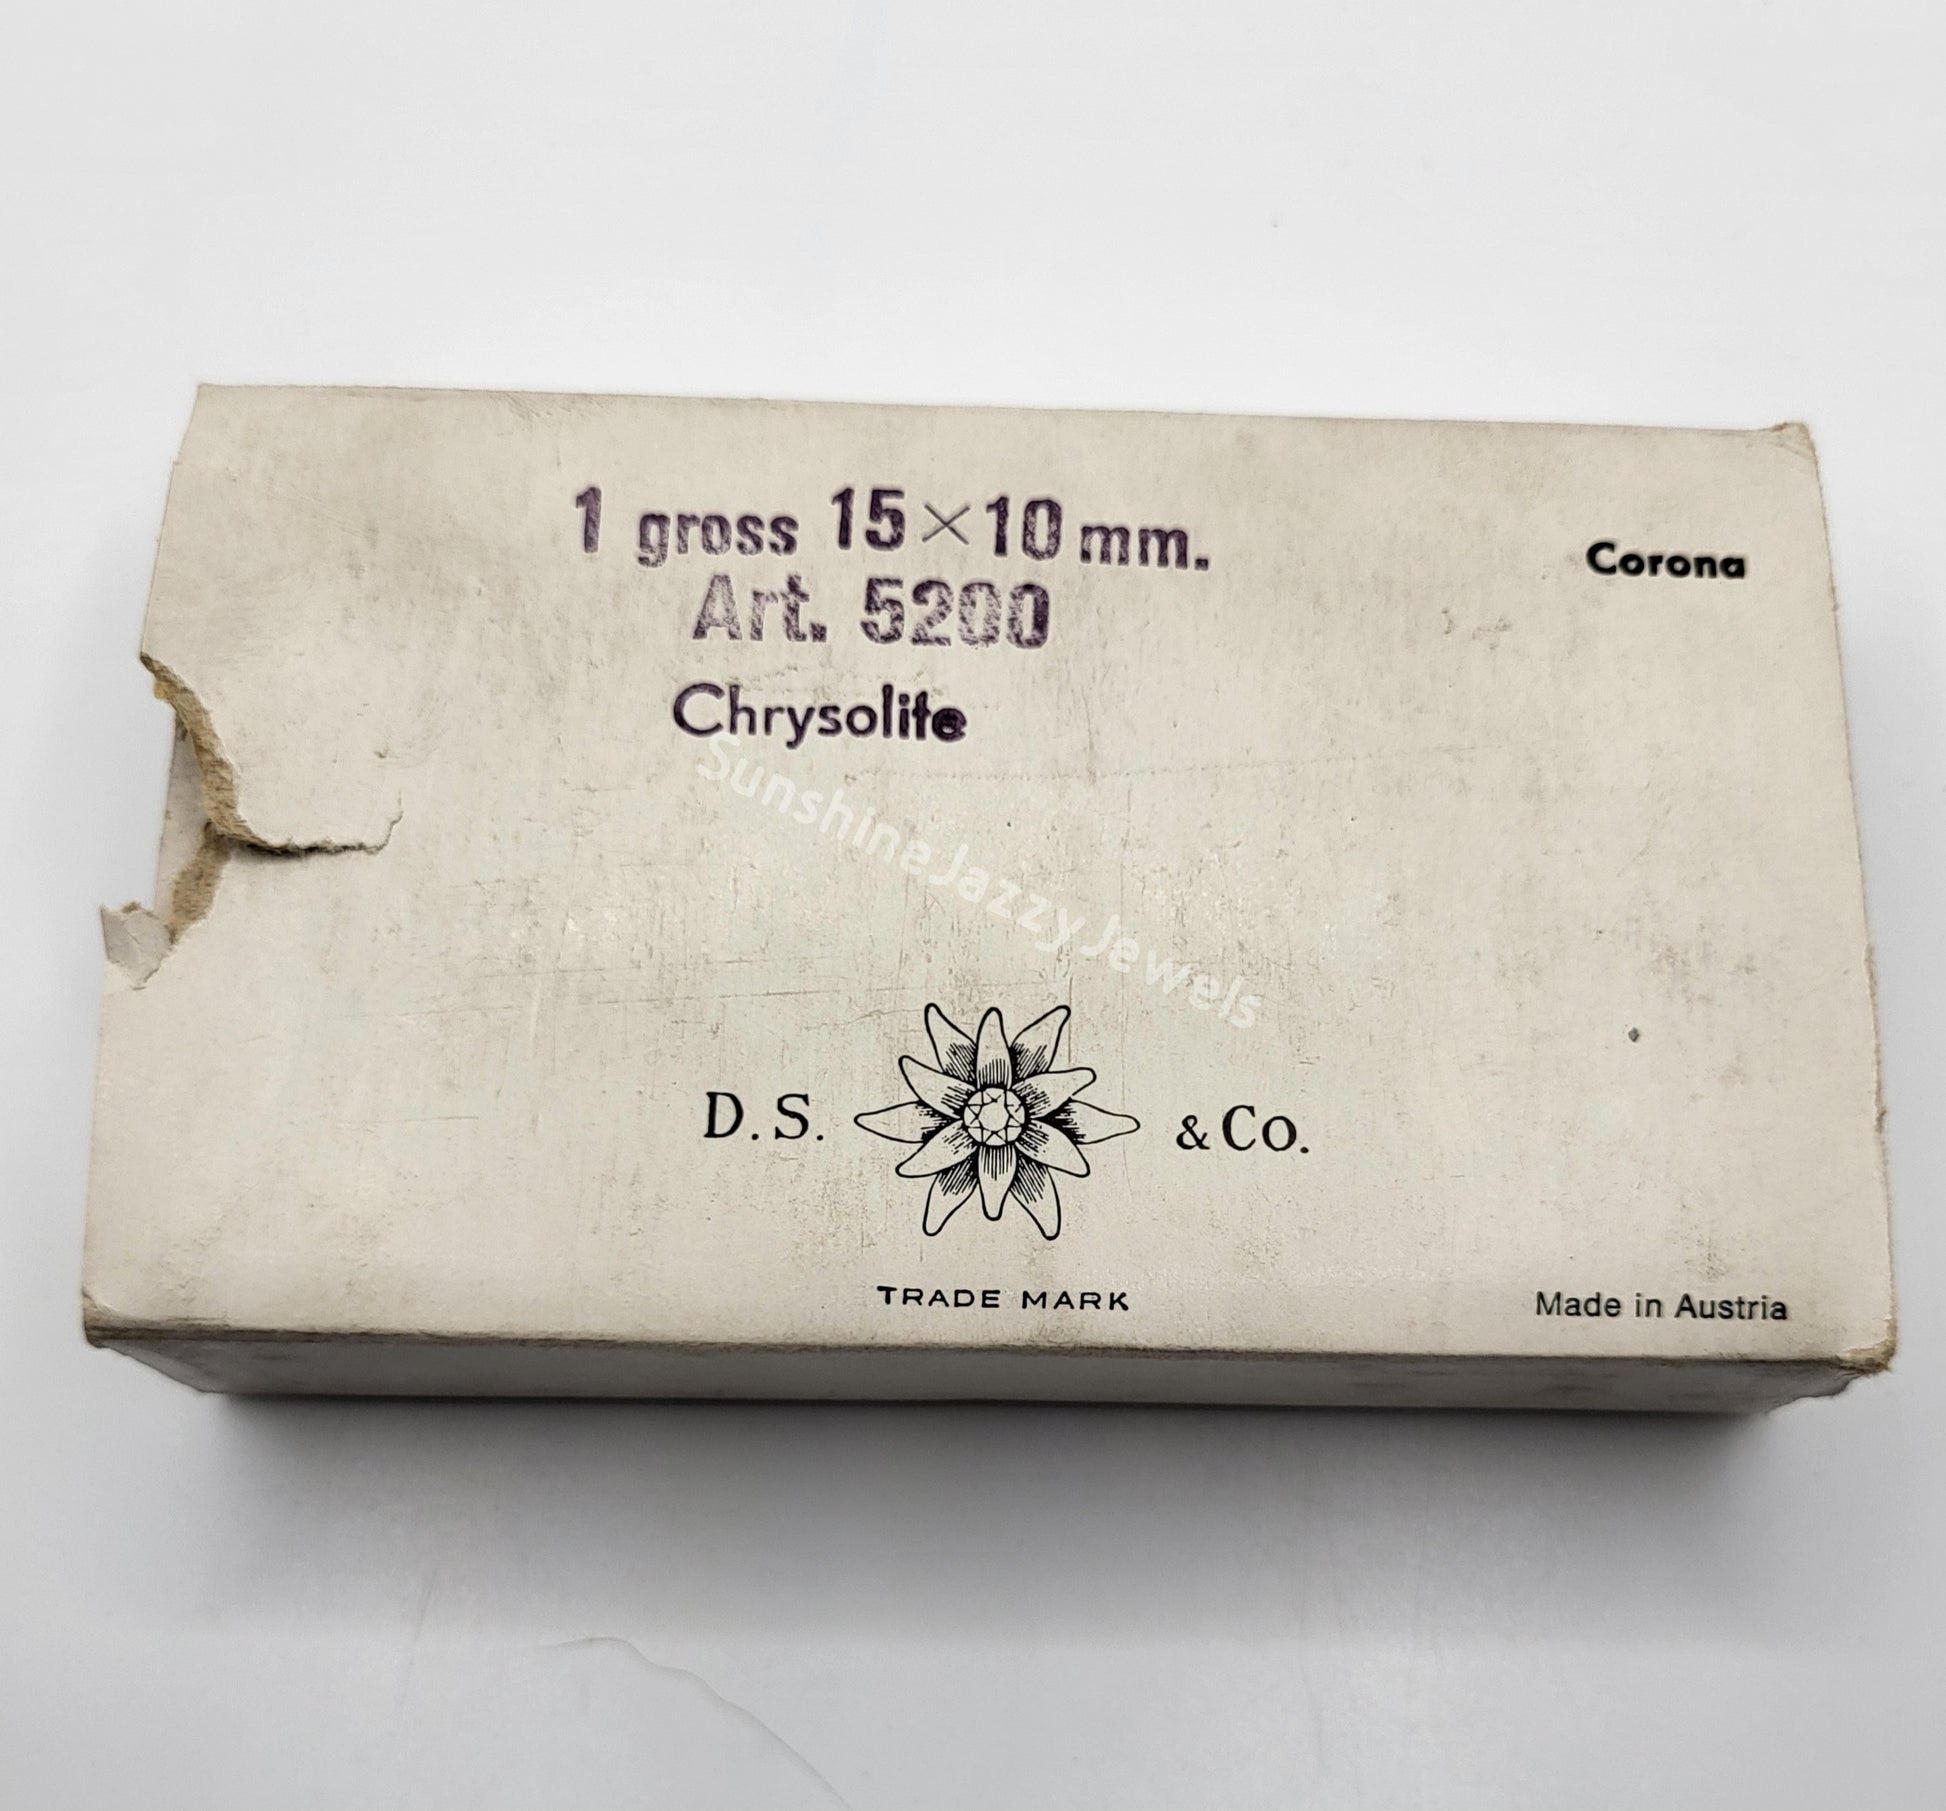 1 gross 15×10 mm.
Corona
Art. 5200
Chrysolite
SunshineJazzyJewels
D.S. & Co.
TRADE MARK
Made in Austria